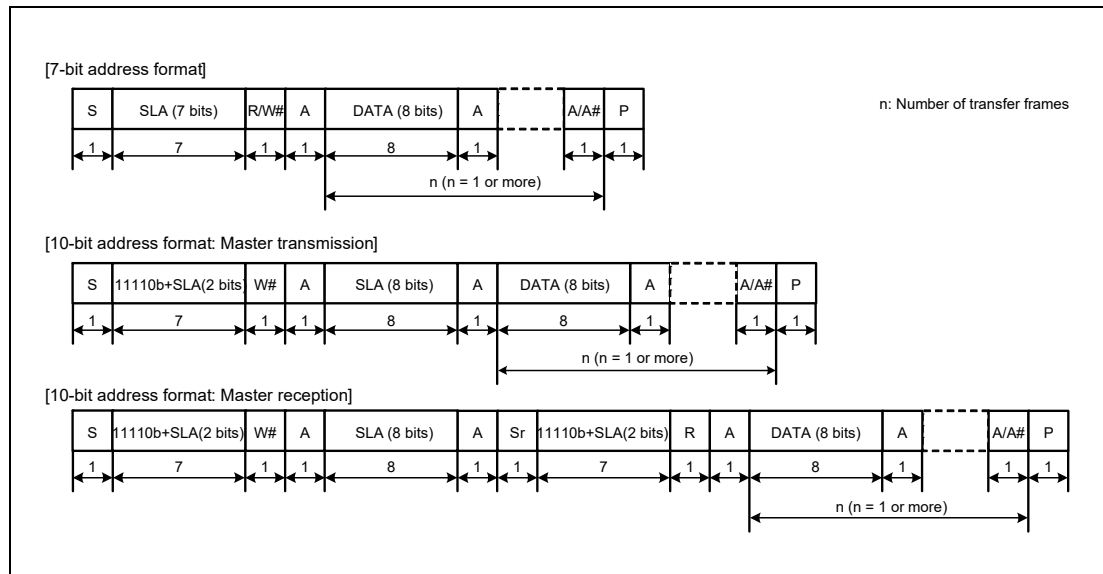 [7-bit address format]
n: Number of transfer frames
S SLA (7 bits) R/W# A DATA (8 bits) A A/A# P
1 7 1 1 8 1 1 1
n (n = 1 or more)
[10-bit address format: Master transmission]
S 11110b+SLA(2 bits) W# A SLA (8 bits) A DATA (8 bits) A A/A# P
1 7 1 1 8 1 8 1 1 1
n (n = 1 or more)
[10-bit address format: Master reception]
S 11110b+SLA(2 bits) W# A SLA (8 bits) A Sr 11110b+SLA(2 bits) R A DATA (8 bits) A A/A# P
1 7 1 1 8 1 1 7 1 1 8 1 1 1
n (n = 1 or more)